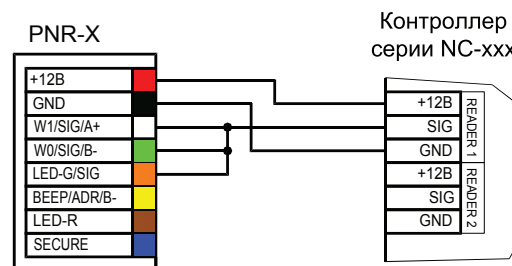 PNR-X
+12В
GND
W1/SIG/A+
W0/SIG/B-
LED-G/SIG
BEEP/ADR/B-
LED-R
SECURE
Контроллер
серии NC-xxx
+12В
SIG
GND
READER 1
+12В
SIG
GND
READER 2